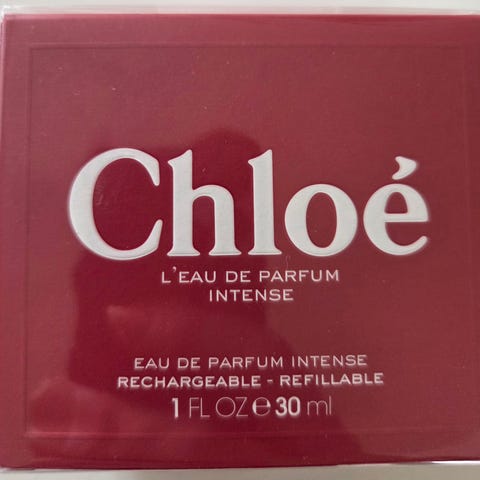 Chloé
L'EAU DE PARFUM
INTENSE
EAU DE PARFUM INTENSE
RECHARGEABLE - REFILLABLE
1 FL OZ ℮ 30 ml